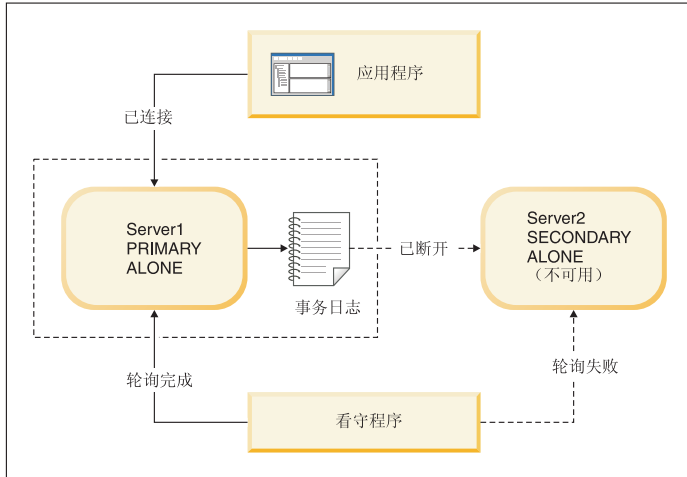 应用程序
已连接
Server1
PRIMARY
ALONE
事务日志
已断开
Server2
SECONDARY
ALONE
（不可用）
轮询完成
轮询失败
看守程序